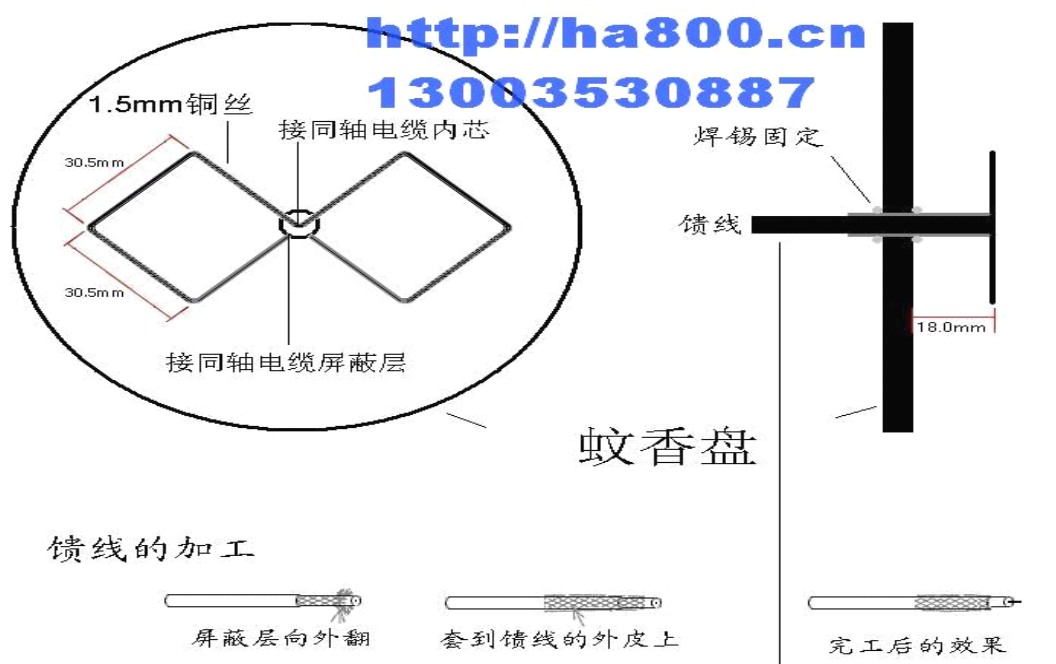 http://ha800.cn
13003530887
1.5mm铜丝
接同轴电缆内芯
30.5mm
30.5mm
接同轴电缆屏蔽层
焊锡固定
馈线
18.0mm
蚊香盘
馈线的加工
屏蔽层向外翻
套到馈线的外皮上
完工后的效果